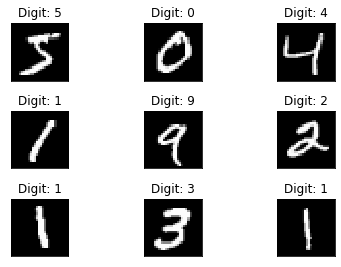 Digit: 5 Digit: 0 Digit: 4
5 0 4
Digit: 1 Digit: 9 Digit: 2
1 9 2
Digit: 1 Digit: 3 Digit: 1
1 3 1